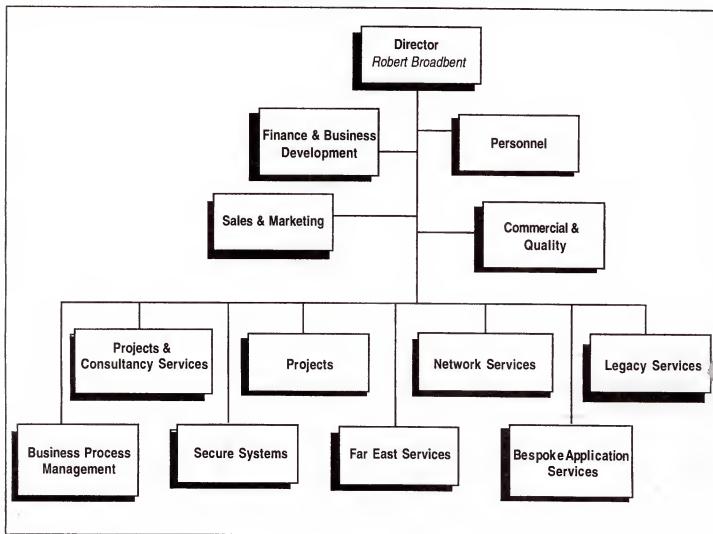 Director
Robert Broadbent
Finance & Business
Development
Personnel
Sales & Marketing
Commercial &
Quality
Projects &
Consultancy Services
Projects
Network Services
Legacy Services
Business Process
Management
Secure Systems
Far East Services
Bespoke Application
Services